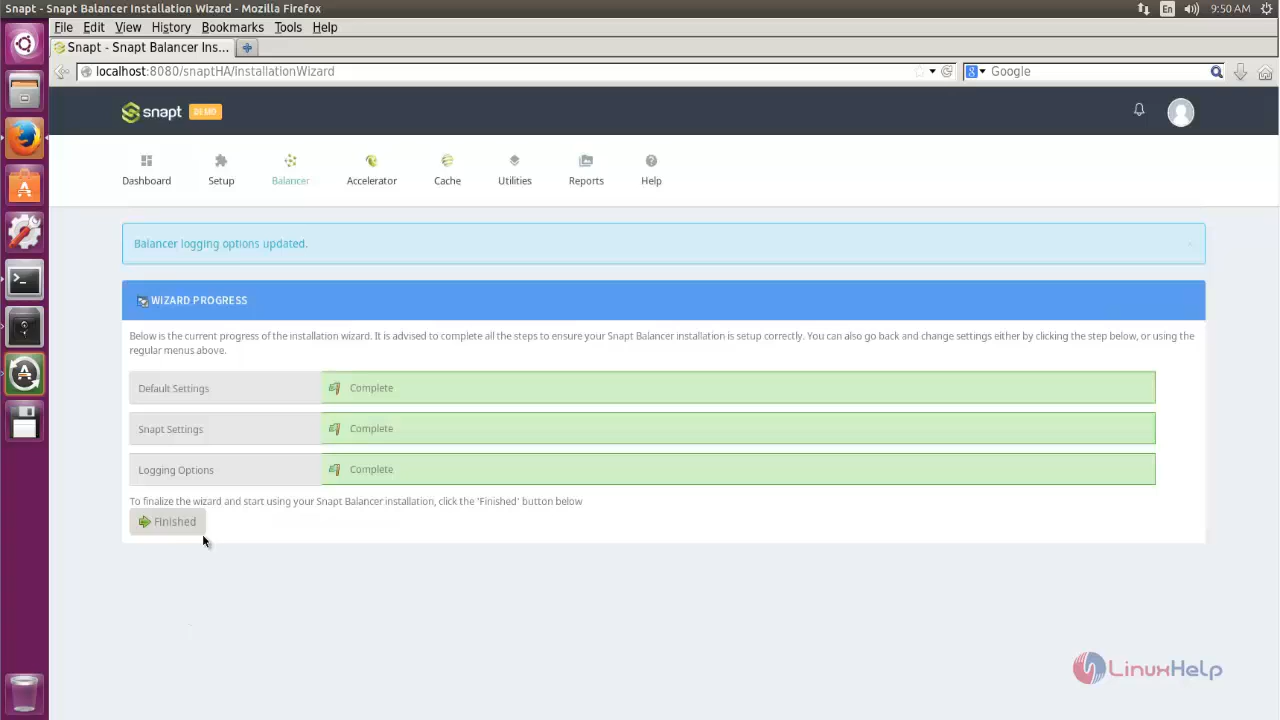 Snapt - Snapt Balancer Installation Wizard - Mozilla Firefox
En
9:50 AM
File Edit View History Bookmarks Tools Help
Snapt - Snapt Balancer Ins...
localhost:8080/snaptHA/installationWizard
Google
snapt DEMO
Dashboard Setup Balancer Accelerator Cache Utilities Reports Help
Balancer logging options updated.
WIZARD PROGRESS
Below is the current progress of the installation wizard. It is advised to complete all the steps to ensure your Snapt Balancer installation is setup correctly. You can also go back and change settings either by clicking the step below, or using the
regular menus above.
Default Settings Complete
Snapt Settings Complete
Logging Options Complete
To finalize the wizard and start using your Snapt Balancer installation, click the 'Finished' button below
Finished
LinuxHelp